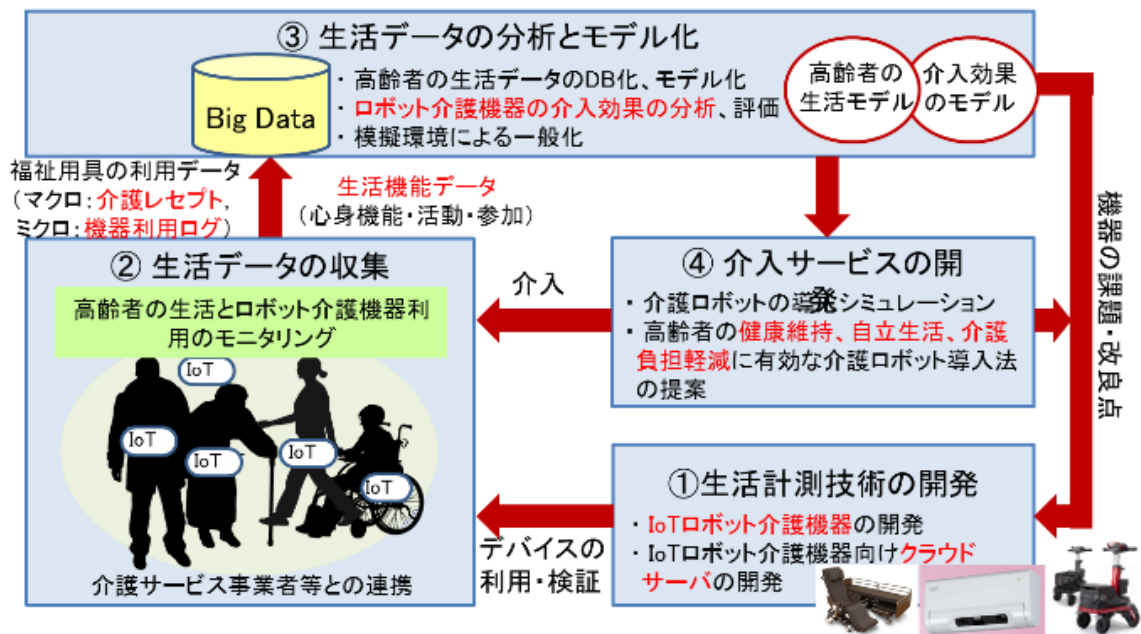 ③ 生活データの分析とモデル化
Big Data
・高齢者の生活データのDB化、モデル化
・ロボット介護機器の介入効果の分析、評価
・模擬環境による一般化
高齢者の
生活モデル
介入効果
のモデル
福祉用具の利用データ
（マクロ：介護レセプト，
ミクロ：機器利用ログ）
生活機能データ
（心身機能・活動・参加）
② 生活データの収集
高齢者の生活とロボット介護機器利
用のモニタリング
IoT
IoT
IoT
IoT
IoT
介護サービス事業者等との連携
介入
④ 介入サービスの開
発
・介護ロボットの導入シミュレーション
・高齢者の健康維持、自立生活、介護
負担軽減に有効な介護ロボット導入法
の提案
機器の課題・改良点
①生活計測技術の開発
・IoTロボット介護機器の開発
・IoTロボット介護機器向けクラウド
サーバの開発
デバイスの
利用・検証